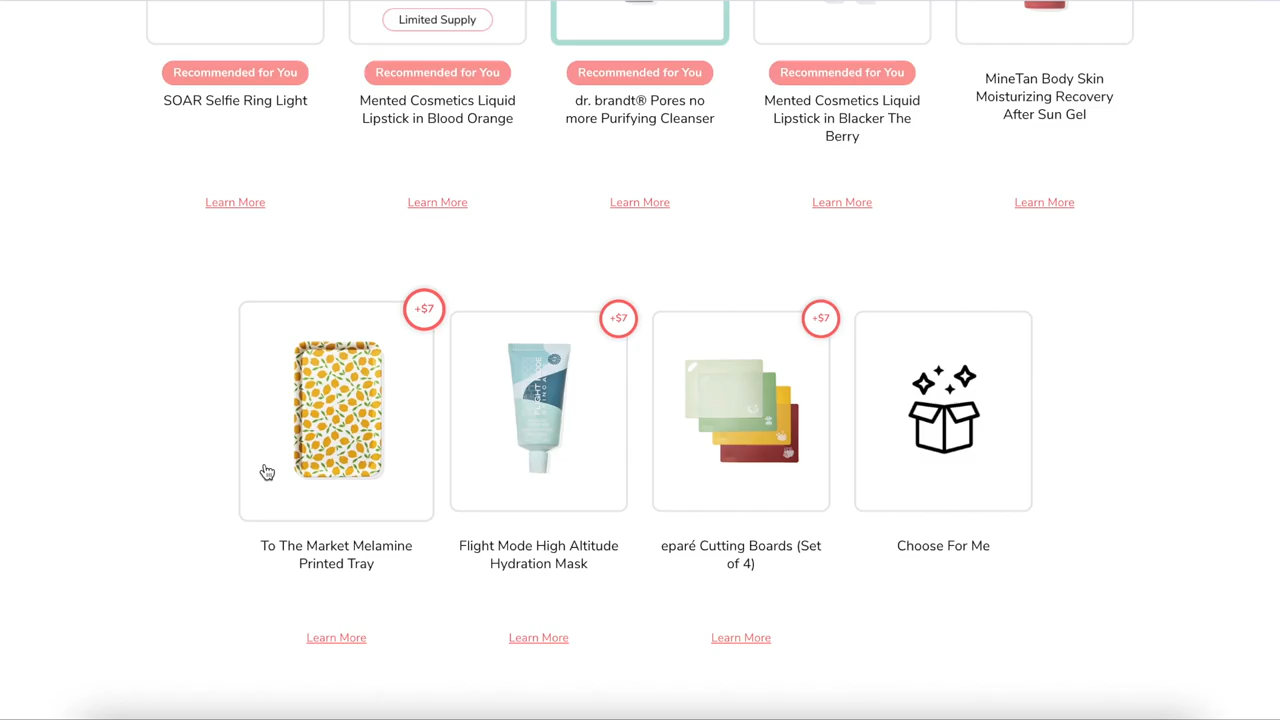 Limited Supply
Recommended for You
Recommended for You
Recommended for You
Recommended for You
SOAR Selfie Ring Light
Mented Cosmetics Liquid
Lipstick in Blood Orange
dr. brandt® Pores no
more Purifying Cleanser
Mented Cosmetics Liquid
Lipstick in Blacker The
Berry
MineTan Body Skin
Moisturizing Recovery
After Sun Gel
Learn More
Learn More
Learn More
Learn More
Learn More
+$7
+$7
+$7
FLIGHT MODE
To The Market Melamine
Printed Tray
Flight Mode High Altitude
Hydration Mask
eparé Cutting Boards (Set
of 4)
Choose For Me
Learn More
Learn More
Learn More